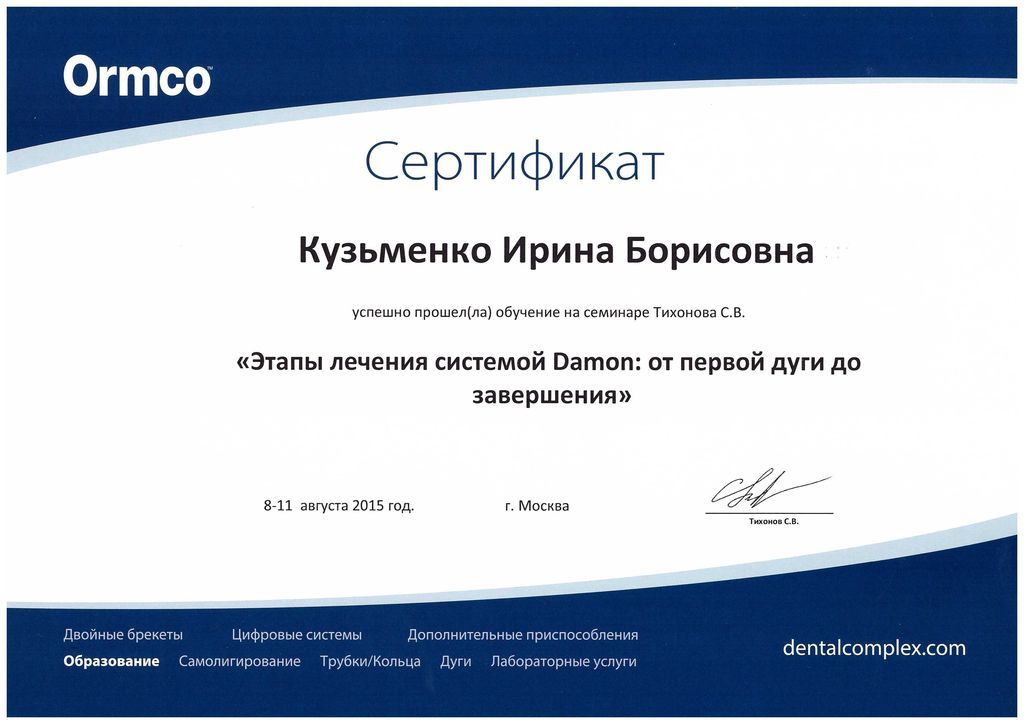 Ormco™
Сертификат
Кузьменко Ирина Борисовна
успешно прошел(ла) обучение на семинаре Тихонова С.В.
«Этапы лечения системой Damon: от первой дуги до
завершения»
8-11 августа 2015 год.
г. Москва
Тихонов С.В.
Двойные брекеты Цифровые системы Дополнительные приспособления
Образование Самолигирование Трубки/Кольца Дуги Лабораторные услуги
dentalcomplex.com